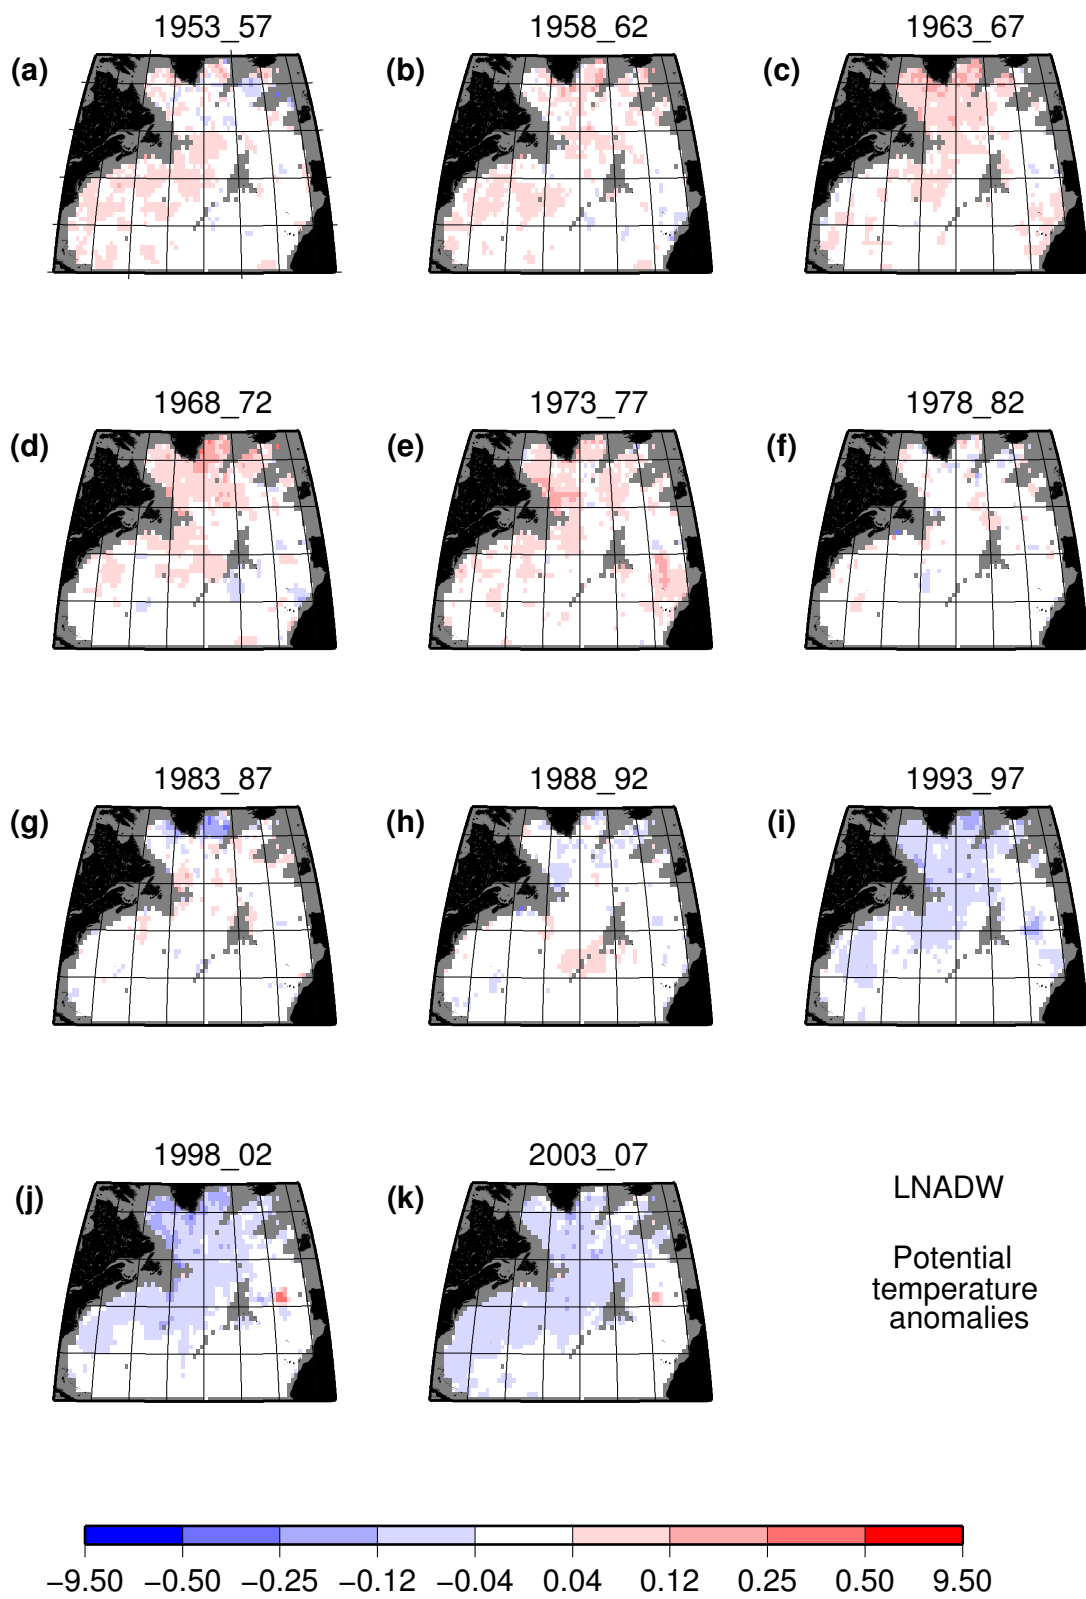 1953_57 1958_62 1963_67
(a) (b) (c)
1968_72 1973_77 1978_82
(d) (e) (f)
1983_87 1988_92 1993_97
(g) (h) (i)
1998_02 2003_07
(j) (k)
LNADW
Potential
temperature
anomalies
−9.50 −0.50 −0.25 −0.12 −0.04 0.04 0.12 0.25 0.50 9.50